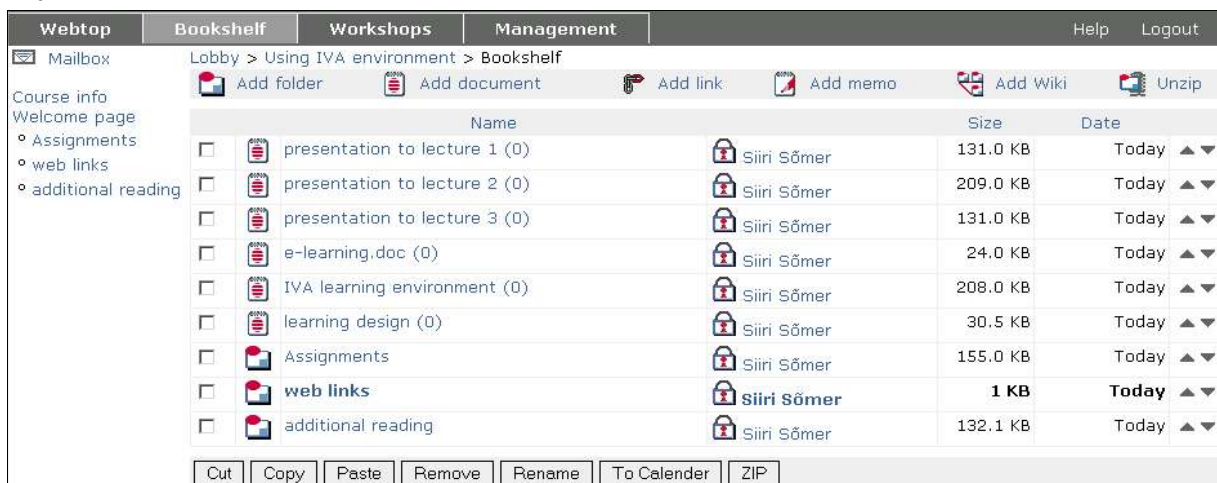 Webtop Bookshelf Workshops Management Help Logout
Mailbox
Lobby > Using IVA environment > Bookshelf
Add folder Add document Add link Add memo Add Wiki Unzip
Course info
Welcome page
Assignments
web links
additional reading
Name Size Date
presentation to lecture 1 (0) Siiri Sõmer 131.0 KB Today
presentation to lecture 2 (0) Siiri Sõmer 209.0 KB Today
presentation to lecture 3 (0) Siiri Sõmer 131.0 KB Today
e-learning.doc (0) Siiri Sõmer 24.0 KB Today
IVA learning environment (0) Siiri Sõmer 208.0 KB Today
learning design (0) Siiri Sõmer 30.5 KB Today
Assignments Siiri Sõmer 155.0 KB Today
web links Siiri Sõmer 1 KB Today
additional reading Siiri Sõmer 132.1 KB Today
Cut Copy Paste Remove Rename To Calender ZIP